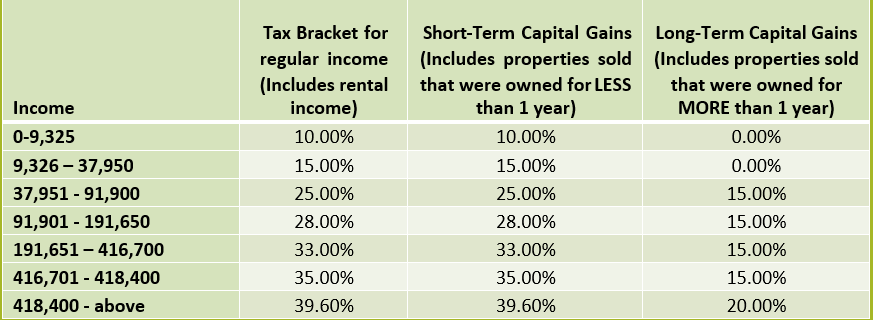 Income
Tax Bracket for
regular income
(Includes rental
income)
Short-Term Capital Gains
(Includes properties sold
that were owned for LESS
than 1 year)
Long-Term Capital Gains
(Includes properties sold
that were owned for
MORE than 1 year)
0-9,325 10.00% 10.00% 0.00%
9,326 – 37,950 15.00% 15.00% 0.00%
37,951 - 91,900 25.00% 25.00% 15.00%
91,901 - 191,650 28.00% 28.00% 15.00%
191,651 – 416,700 33.00% 33.00% 15.00%
416,701 - 418,400 35.00% 35.00% 15.00%
418,400 - above 39.60% 39.60% 20.00%